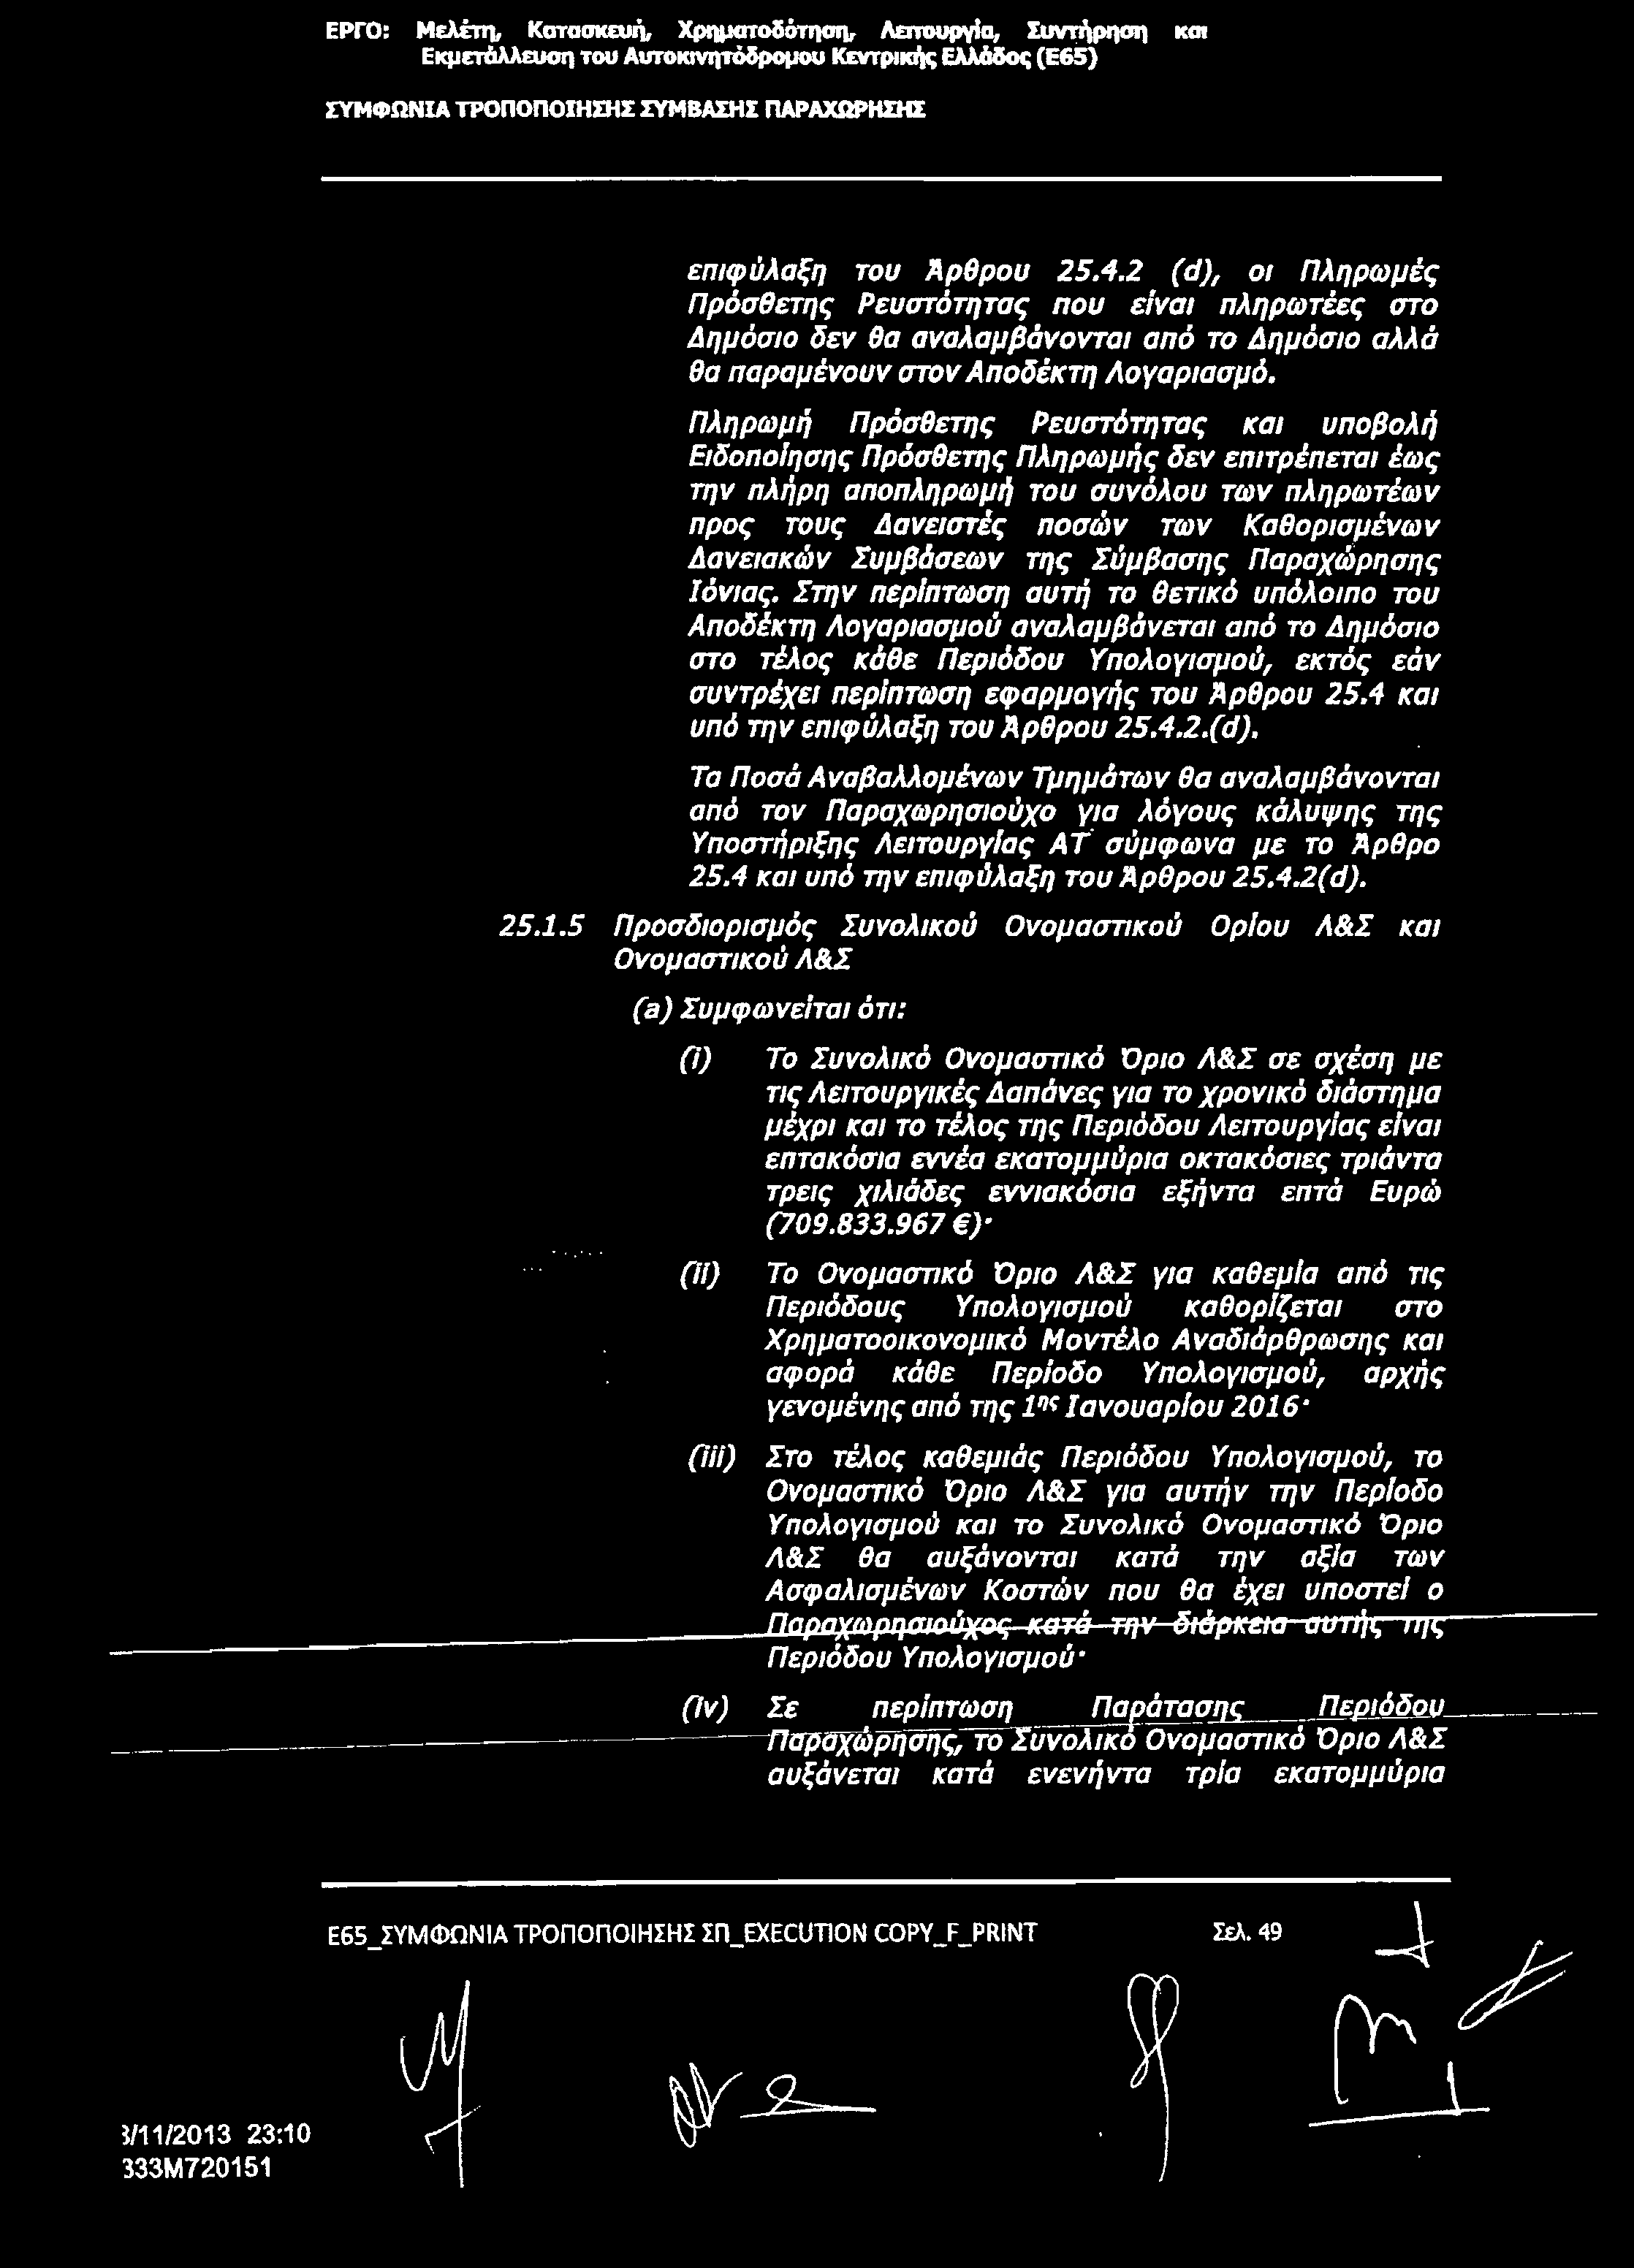 ΕΡΓΟ: Μελέτη, Κατασκευή, Χρηματοδότηση, Λειτουργία, Συντήρηση και
Εκμετάλλευση του Αυτοκινητόδρομου Κεντρικής Ελλάδος (Ε65)
ΣΥΜΦΩΝΙΑ ΤΡΟΠΟΠΟΙΗΣΗΣ ΣΥΜΒΑΣΗΣ ΠΑΡΑΧΩΡΗΣΗΣ
επιφύλαξη του Άρθρου 25.4.2 (d), οι Πληρωμές
Πρόσθετης Ρευστότητας που είναι πληρωτέες στο
Δημόσιο δεν θα αναλαμβάνονται από το Δημόσιο αλλά
θα παραμένουν στον Αποδέκτη Λογαριασμό.
Πληρωμή Πρόσθετης Ρευστότητας και υποβολή
Ειδοποίησης Πρόσθετης Πληρωμής δεν επιτρέπεται έως
την πλήρη αποπληρωμή του συνόλου των πληρωτέων
προς τους Δανειστές ποσών των Καθορισμένων
Δανειακών Συμβάσεων της Σύμβασης Παραχώρησης
Ιόνιας. Στην περίπτωση αυτή το θετικό υπόλοιπο του
Αποδέκτη Λογαριασμού αναλαμβάνεται από το Δημόσιο
στο τέλος κάθε Περιόδου Υπολογισμού, εκτός εάν
συντρέχει περίπτωση εφαρμογής του Άρθρου 25.4 και
υπό την επιφύλαξη του Άρθρου 25.4.2.(d).
Τα Ποσά Αναβαλλομένων Τμημάτων θα αναλαμβάνονται
από τον Παραχωρησιούχο για λόγους κάλυψης της
Υποστήριξης Λειτουργίας ΑΤ σύμφωνα με το Άρθρο
25.4 και υπό την επιφύλαξη του Άρθρου 25.4.2(d).
25.1.5 Προσδιορισμός Συνολικού Ονομαστικού Ορίου Λ&Σ και
Ονομαστικού Λ&Σ
(a) Συμφωνείται ότι:
(i) Το Συνολικό Ονομαστικό Όριο Λ&Σ σε σχέση με
τις Λειτουργικές Δαπάνες για το χρονικό διάστημα
μέχρι και το τέλος της Περιόδου Λειτουργίας είναι
επτακόσια εννέα εκατομμύρια οκτακόσιες τριάντα
τρεις χιλιάδες εννιακόσια εξήντα επτά Ευρώ
(709.833.967 €)·
(ii) Το Ονομαστικό Όριο Λ&Σ για καθεμία από τις
Περιόδους Υπολογισμού καθορίζεται στο
Χρηματοοικονομικό Μοντέλο Αναδιάρθρωσης και
αφορά κάθε Περίοδο Υπολογισμού, αρχής
γενομένης από της 1ης Ιανουαρίου 2016·
(iii) Στο τέλος καθεμιάς Περιόδου Υπολογισμού, το
Ονομαστικό Όριο Λ&Σ για αυτήν την Περίοδο
Υπολογισμού και το Συνολικό Ονομαστικό Όριο
Λ&Σ θα αυξάνονται κατά την αξία των
Ασφαλισμένων Κοστών που θα έχει υποστεί ο
Παραχωρησιούχος κατά την διάρκεια αυτής της
Περιόδου Υπολογισμού·
(iv) Σε περίπτωση Παράτασης Περιόδου
Παραχώρησης, το Συνολικό Ονομαστικό Όριο Λ&Σ
αυξάνεται κατά ενενήντα τρία εκατομμύρια
Ε65_ΣΥΜΦΩΝΙΑ ΤΡΟΠΟΠΟΙΗΣΗΣ ΣΠ_EXECUTION COPY_F_PRINT Σελ. 49
3/11/2013 23:10
333M720151